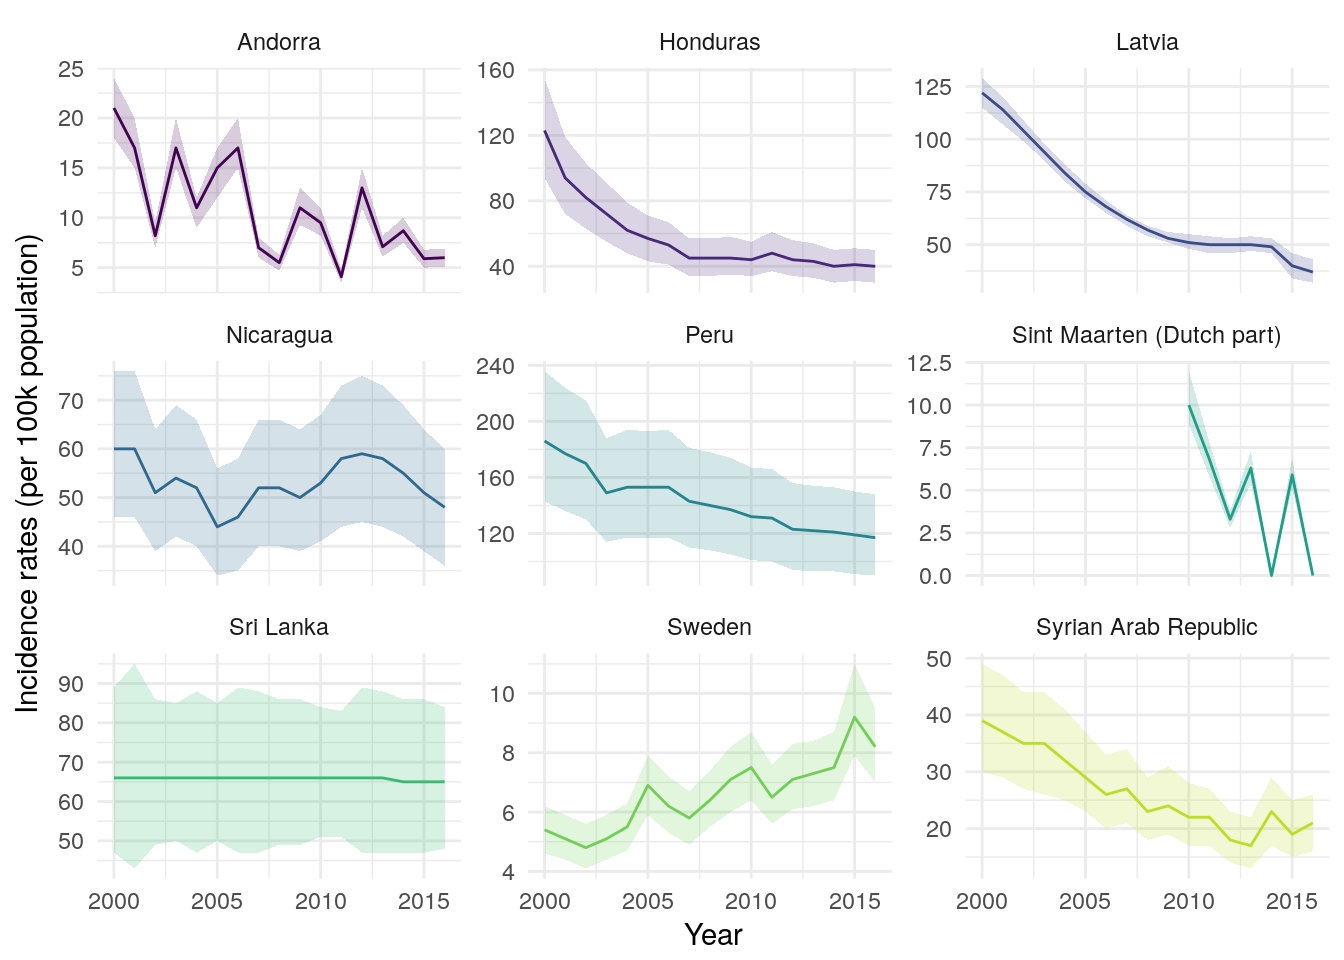 Andorra
Honduras
Latvia
25
20
15
10
5
160
120
80
40
125
100
75
50
Nicaragua
Peru
Sint Maarten (Dutch part)
70
60
50
40
240
200
160
120
12.5
10.0
7.5
5.0
2.5
0.0
Sri Lanka
Sweden
Syrian Arab Republic
90
80
70
60
50
10
8
6
4
50
40
30
20
2000 2005 2010 2015
2000 2005 2010 2015
2000 2005 2010 2015
Year
Incidence rates (per 100k population)